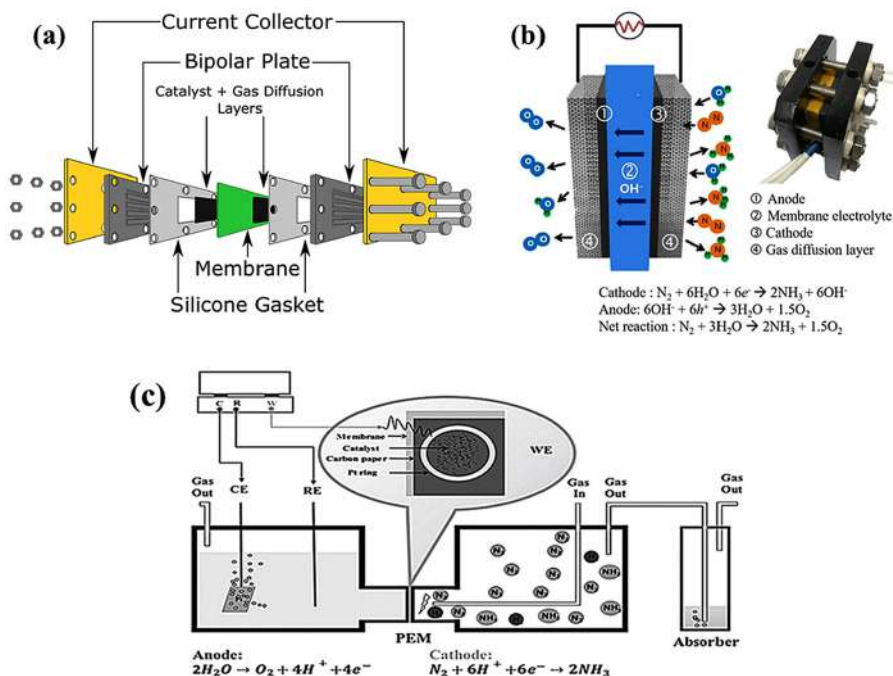 (a)
Current Collector
Bipolar Plate
Catalyst + Gas Diffusion
Layers
Membrane
Silicone Gasket
(b)
①
②
③
OH⁻
④
④
① Anode
② Membrane electrolyte
③ Cathode
④ Gas diffusion layer
Cathode : N₂ + 6H₂O + 6e⁻ → 2NH₃ + 6OH⁻
Anode: 6OH⁻ + 6h⁺ → 3H₂O + 1.5O₂
Net reaction : N₂ + 3H₂O → 2NH₃ + 1.5O₂
(c)
C R W
Membrane
Catalyst
Carbon paper
Pt ring
WE
Gas
Out
CE
RE
Gas
In
Gas
Out
Gas
Out
N₂
H
NH₃
PEM
Absorber
Anode:
2H₂O → O₂ + 4H⁺ + 4e⁻
Cathode:
N₂ + 6H⁺ + 6e⁻ → 2NH₃